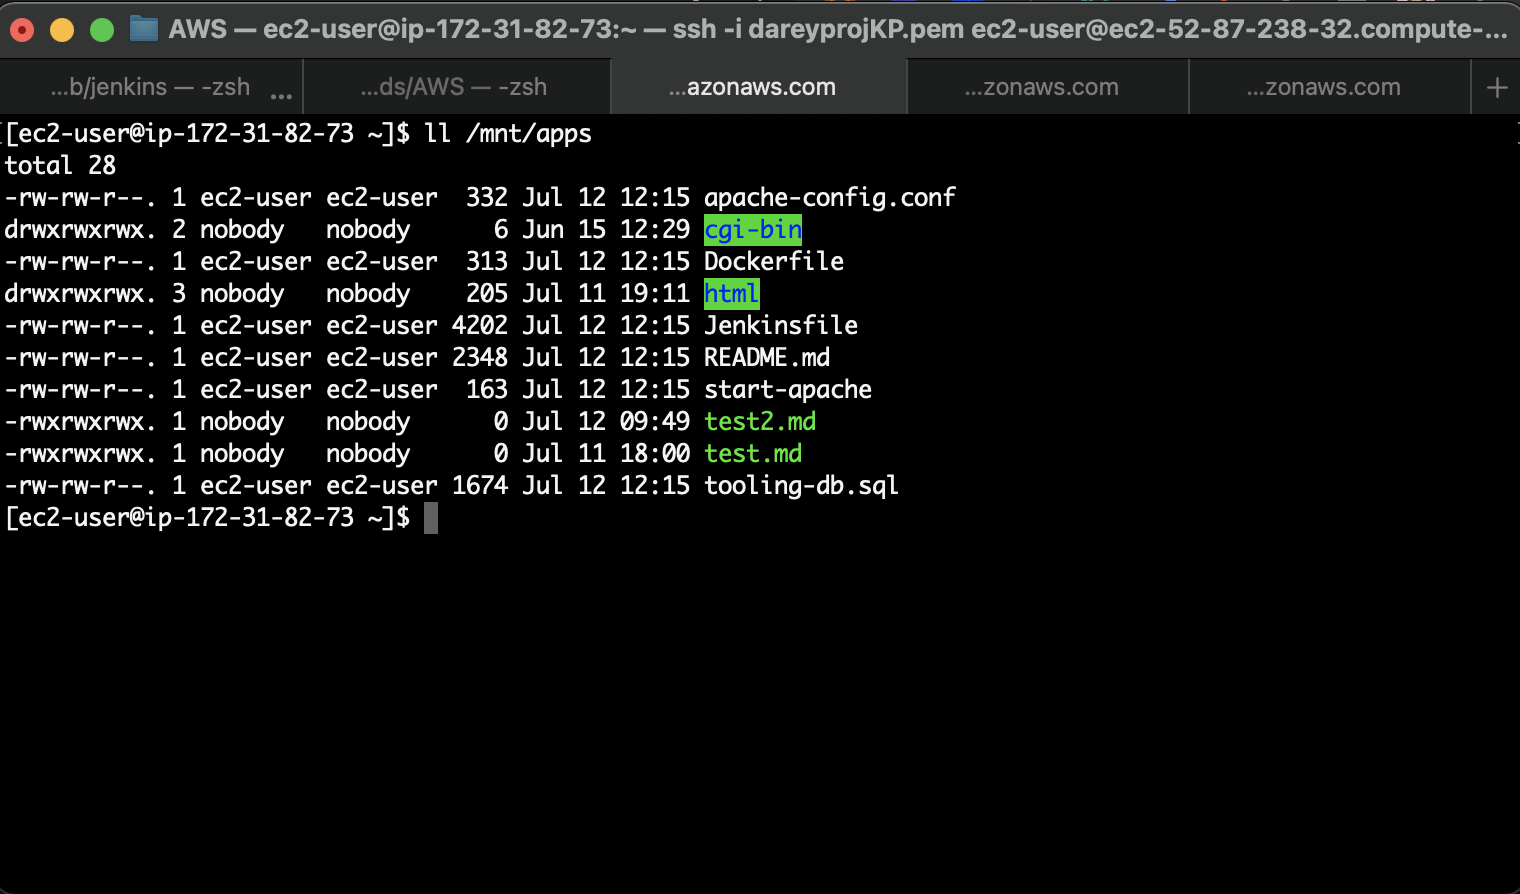 AWS — ec2-user@ip-172-31-82-73:~ — ssh -i dareyprojKP.pem ec2-user@ec2-52-87-238-32.compute-...
...b/jenkins — -zsh ... ...ds/AWS — -zsh ...azonaws.com ...zonaws.com ...zonaws.com +
[ec2-user@ip-172-31-82-73 ~]$ ll /mnt/apps
total 28
-rw-rw-r--. 1 ec2-user ec2-user  332 Jul 12 12:15 apache-config.conf
drwxrwxrwx. 2 nobody   nobody      6 Jun 15 12:29 cgi-bin
-rw-rw-r--. 1 ec2-user ec2-user  313 Jul 12 12:15 Dockerfile
drwxrwxrwx. 3 nobody   nobody    205 Jul 11 19:11 html
-rw-rw-r--. 1 ec2-user ec2-user 4202 Jul 12 12:15 Jenkinsfile
-rw-rw-r--. 1 ec2-user ec2-user 2348 Jul 12 12:15 README.md
-rw-rw-r--. 1 ec2-user ec2-user  163 Jul 12 12:15 start-apache
-rwxrwxrwx. 1 nobody   nobody      0 Jul 12 09:49 test2.md
-rwxrwxrwx. 1 nobody   nobody      0 Jul 11 18:00 test.md
-rw-rw-r--. 1 ec2-user ec2-user 1674 Jul 12 12:15 tooling-db.sql
[ec2-user@ip-172-31-82-73 ~]$